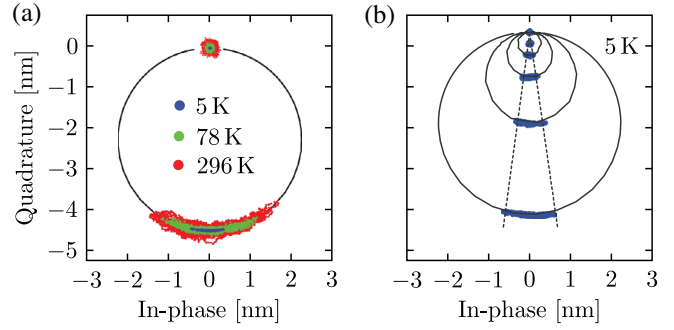 (a)
(b)
Quadrature [nm]
0
−1
−2
−3
−4
−5
5 K
78 K
296 K
5 K
−3 −2 −1 0 1 2 3
−3 −2 −1 0 1 2 3
In-phase [nm]
In-phase [nm]